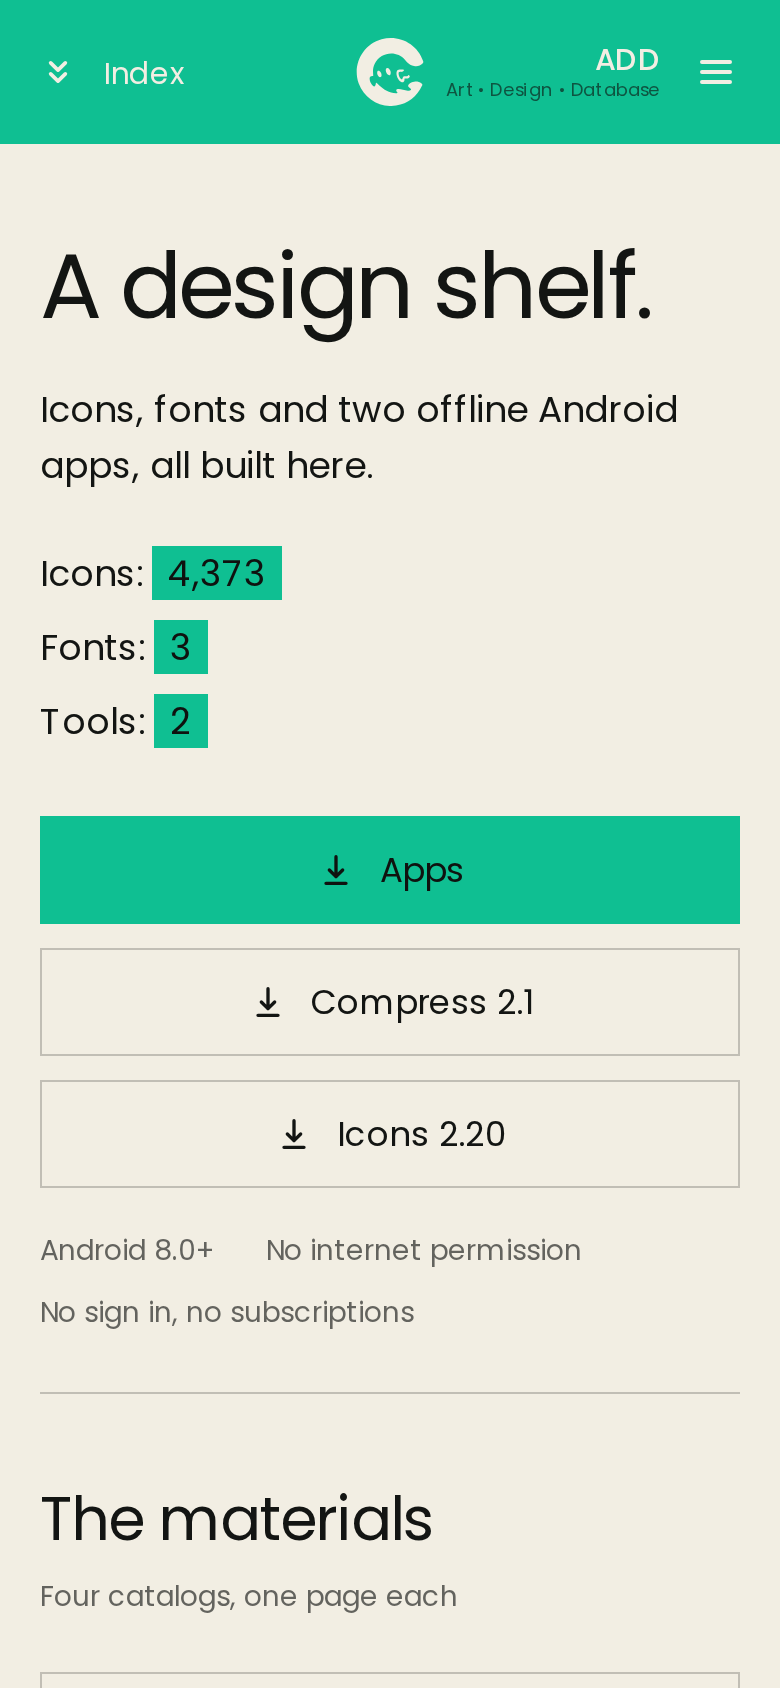 Index
ADD
Art • Design • Database
A design shelf.
Icons, fonts and two offline Android
apps, all built here.
Icons: 4,373
Fonts: 3
Tools: 2
Apps
Compress 2.1
Icons 2.20
Android 8.0+ No internet permission
No sign in, no subscriptions
The materials
Four catalogs, one page each